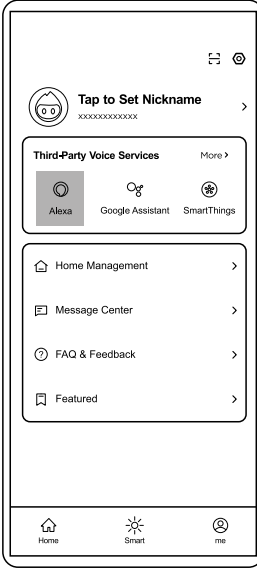 Tap to Set Nickname
xxxxxxxxxxxx
Third-Party Voice Services More
Alexa Google Assistant SmartThings
Home Management
Message Center
FAQ & Feedback
Featured
Home Smart me